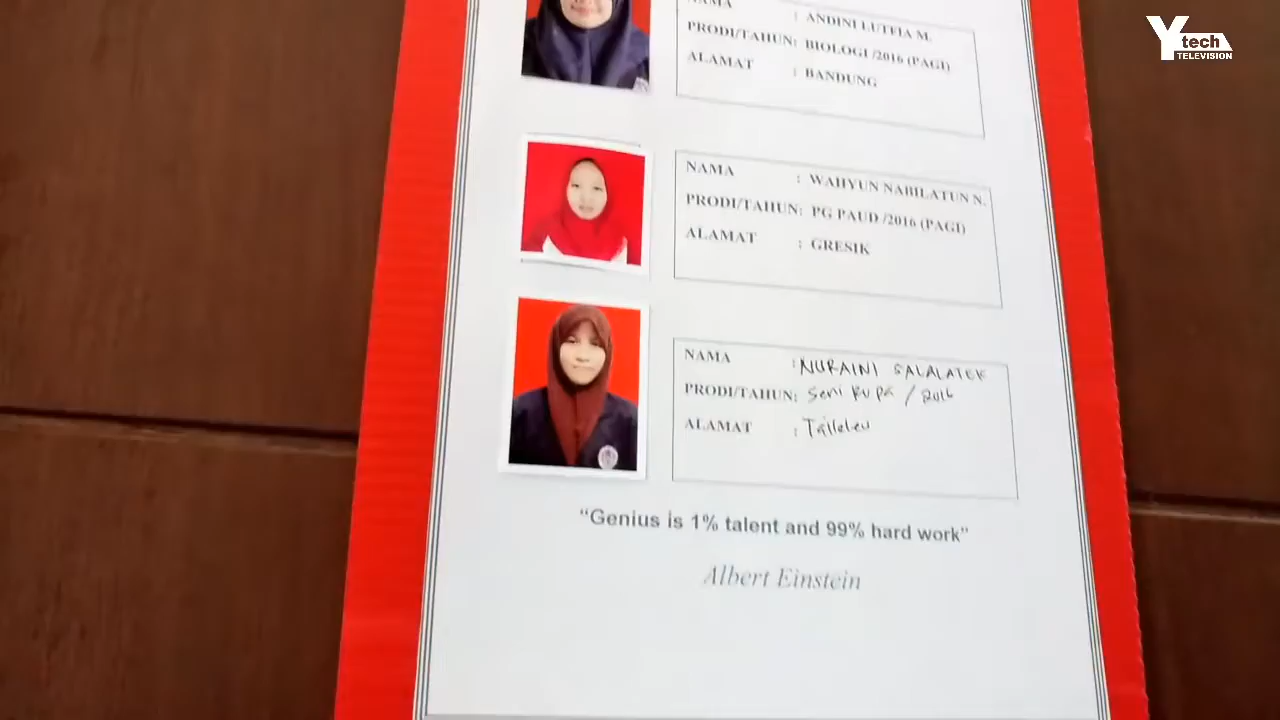 Ytech
TELEVISION
NAMA : ANDINI LUTFIA M.
PRODI/TAHUN: BIOLOGI /2016 (PAGI)
ALAMAT : BANDUNG
NAMA : WAHYUN NABILATUN N.
PRODI/TAHUN: PG PAUD /2016 (PAGI)
ALAMAT : GRESIK
NAMA : NURAINI SALALATEK
PRODI/TAHUN: Seni Rupa / 2016
ALAMAT : Taileleu
“Genius is 1% talent and 99% hard work”
Albert Einstein